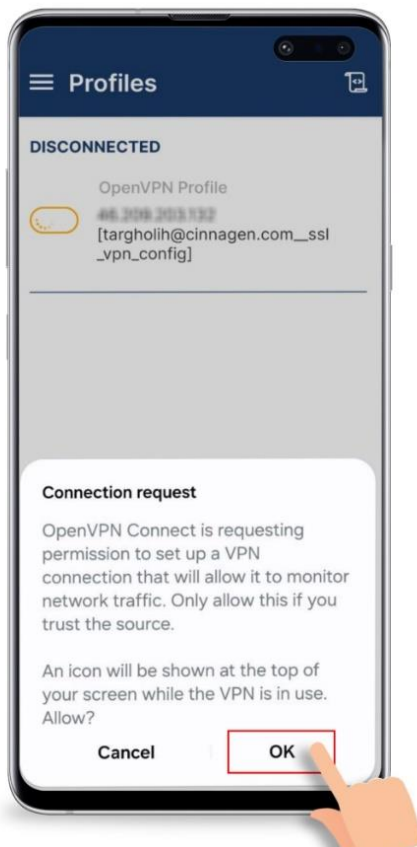 Profiles
DISCONNECTED
OpenVPN Profile
[targholih@cinnagen.com__ssl
_vpn_config]
Connection request
OpenVPN Connect is requesting
permission to set up a VPN
connection that will allow it to monitor
network traffic. Only allow this if you
trust the source.
An icon will be shown at the top of
your screen while the VPN is in use.
Allow?
Cancel
OK